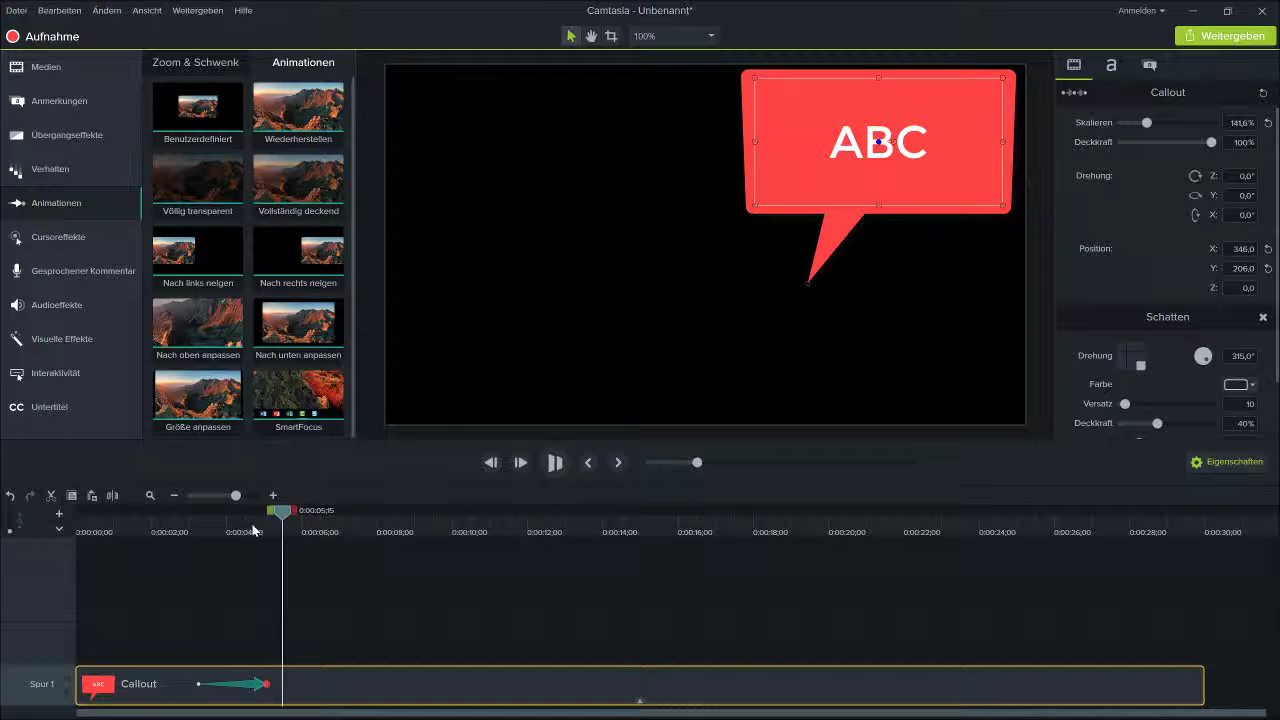 Datei Bearbeiten Ändern Ansicht Weitergeben Hilfe Camtasia - Unbenannt* Anmelden
Aufnahme 100% Weitergeben
Medien
Anmerkungen
Übergangseffekte
Verhalten
Animationen
Cursoreffekte
Gesprochener Kommentar
Audioeffekte
Visuelle Effekte
Interaktivität
CC Untertitel
Zoom & Schwenk Animationen
Benutzerdefiniert Wiederherstellen
Völlig transparent Vollständig deckend
Nach links neigen Nach rechts neigen
Nach oben anpassen Nach unten anpassen
Größe anpassen SmartFocus
ABC
a
Callout
Skalieren 141,6%
Deckkraft 100%
Drehung: Z: 0,0°
Y: 0,0°
X: 0,0°
Position: X: 346,0
Y: 206,0
Z: 0,0
Schatten
Drehung 315,0°
Farbe
Versatz 10
Deckkraft 40%
Eigenschaften
0:00:05;15
0:00:00;00 0:00:02;00 0:00:06;00 0:00:08;00 0:00:10;00 0:00:12;00 0:00:14;00 0:00:16;00 0:00:18;00 0:00:20;00 0:00:22;00 0:00:24;00 0:00:26;00 0:00:28;00 0:00:30;00
Spur 1 ABC Callout